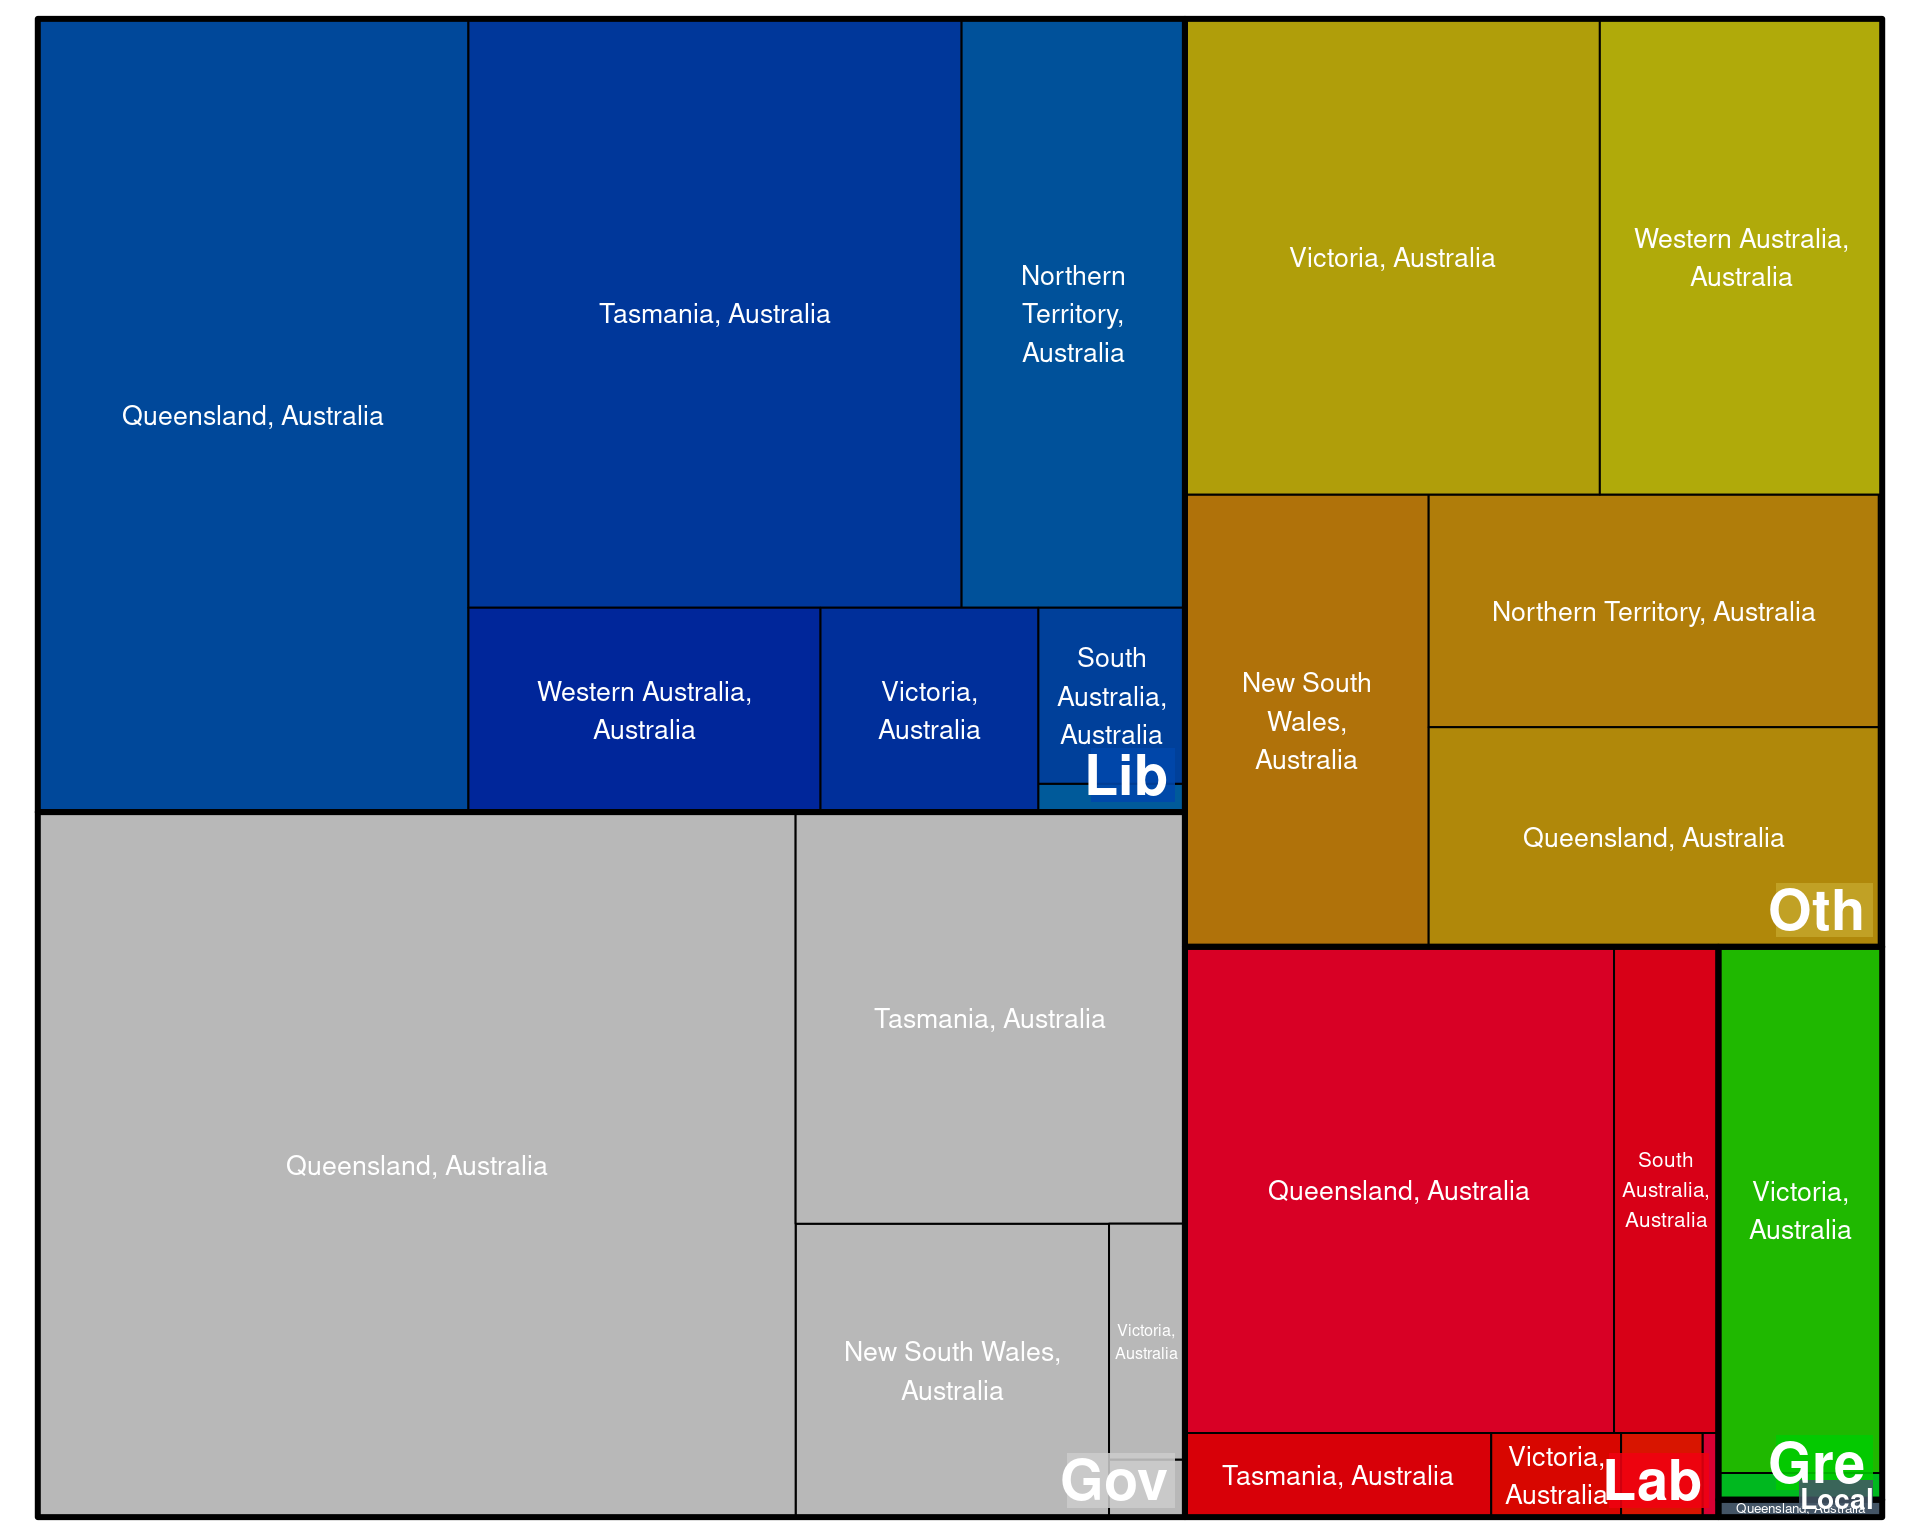 Queensland, Australia
Tasmania, Australia
Northern
Territory,
Australia
Western Australia,
Australia
Victoria,
Australia
South
Australia,
Australia
Lib
Victoria, Australia
Western Australia,
Australia
New South
Wales,
Australia
Northern Territory, Australia
Queensland, Australia
Oth
Queensland, Australia
Tasmania, Australia
New South Wales,
Australia
Victoria,
Australia
Gov
Queensland, Australia
South
Australia,
Australia
Tasmania, Australia
Victoria,
Australia
Lab
Victoria,
Australia
Gre
Local
Queensland, Australia